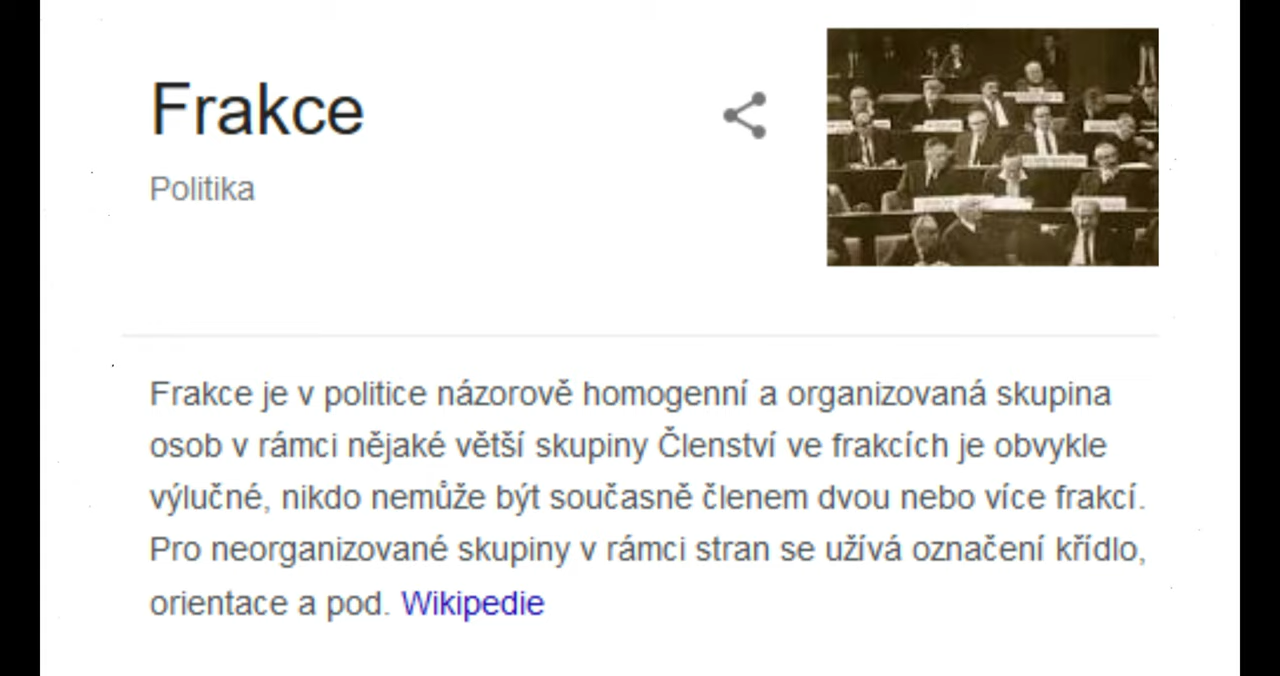 Frakce
Politika
Frakce je v politice názorově homogenní a organizovaná skupina
osob v rámci nějaké větší skupiny Členství ve frakcích je obvykle
výlučné, nikdo nemůže být současně členem dvou nebo více frakcí.
Pro neorganizované skupiny v rámci stran se užívá označení křídlo,
orientace a pod. Wikipedie